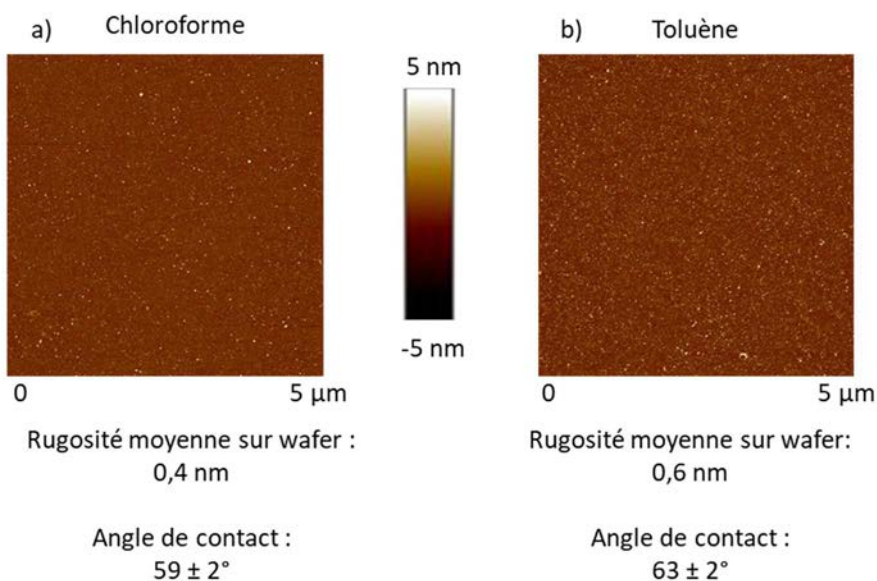 a) Chloroforme
5 nm
-5 nm
0 5 µm
Rugosité moyenne sur wafer :
0,4 nm
Angle de contact :
59 ± 2°
b) Toluène
0 5 µm
Rugosité moyenne sur wafer:
0,6 nm
Angle de contact :
63 ± 2°